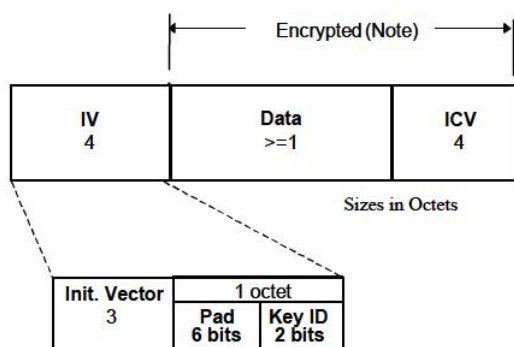 Encrypted (Note)
IV
4
Data
>=1
ICV
4
Sizes in Octets
Init. Vector
3
1 octet
Pad
6 bits
Key ID
2 bits